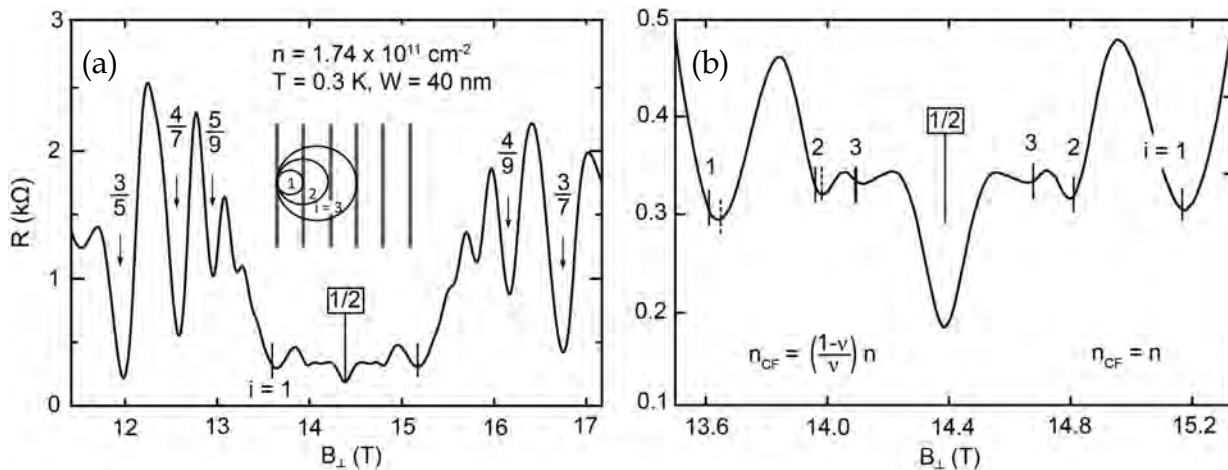 (a)
n = 1.74 x 10¹¹ cm⁻²
T = 0.3 K, W = 40 nm
R (kΩ)
3
2
1
0
3/5
4/7
5/9
4/9
3/7
1
2
i = 3
1/2
i = 1
12 13 14 15 16 17
B⊥ (T)
(b)
0.5
0.4
0.3
0.2
0.1
1/2
1 2 3 3 2 i = 1
n_CF = ((1-ν)/ν) n
n_CF = n
13.6 14.0 14.4 14.8 15.2
B⊥ (T)